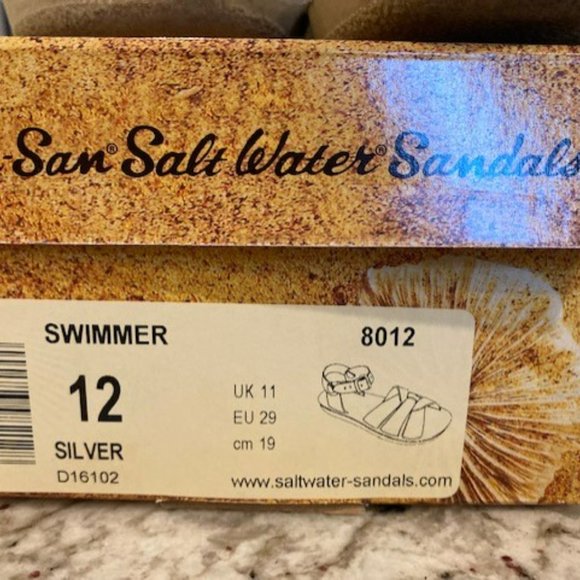 -San® Salt Water® Sandals
SWIMMER 8012
12
UK 11
EU 29
SILVER
cm 19
D16102
www.saltwater-sandals.com